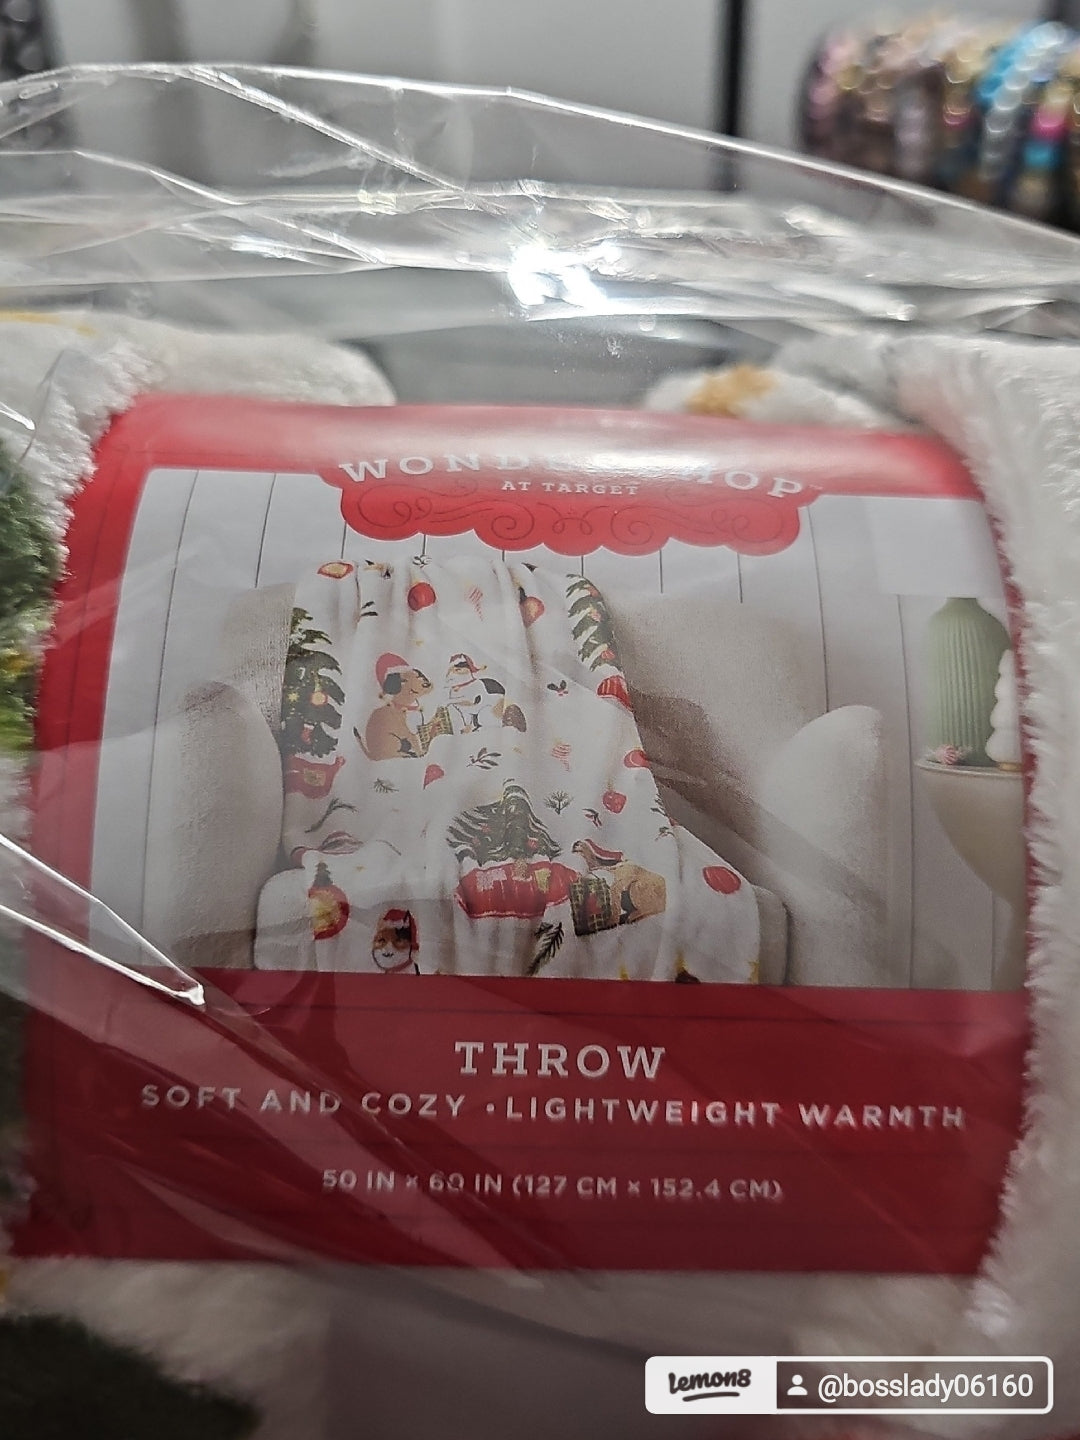 WONDERSHOP™
AT TARGET
THROW
SOFT AND COZY • LIGHTWEIGHT WARMTH
50 IN × 60 IN (127 CM × 152.4 CM)
lemon8 @bosslady06160